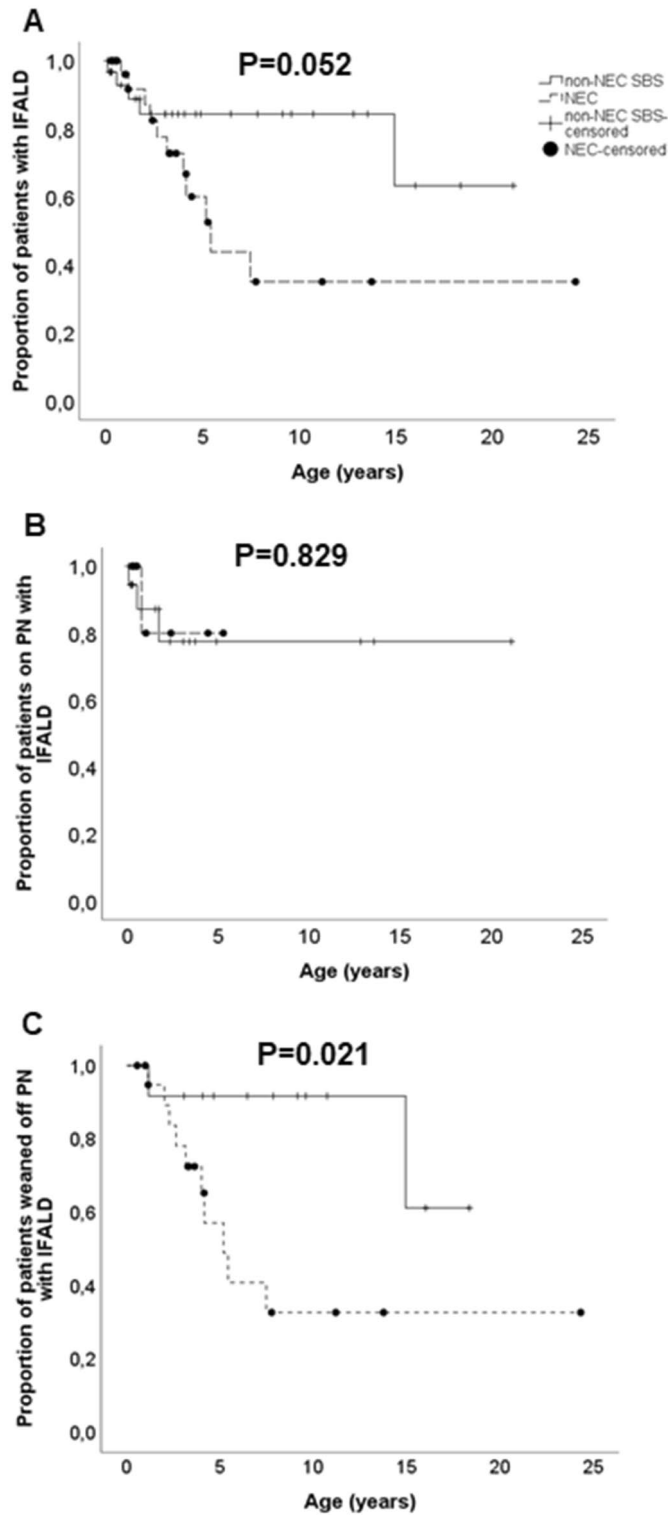 A
P=0.052
non-NEC SBS
NEC
non-NEC SBS-
censored
NEC-censored
Proportion of patients with IFALD
1,0
0,8
0,6
0,4
0,2
0,0
0 5 10 15 20 25
Age (years)
B
P=0.829
Proportion of patients on PN with
IFALD
1,0
0,8
0,6
0,4
0,2
0,0
0 5 10 15 20 25
Age (years)
C
P=0.021
Proportion of patients weaned off PN
with IFALD
1,0
0,8
0,6
0,4
0,2
0,0
0 5 10 15 20 25
Age (years)